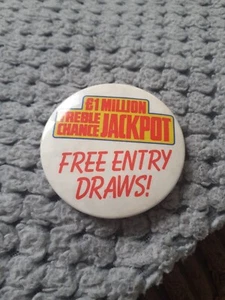 £1 MILLION
TREBLE
CHANCE JACKPOT
FREE ENTRY
DRAWS!